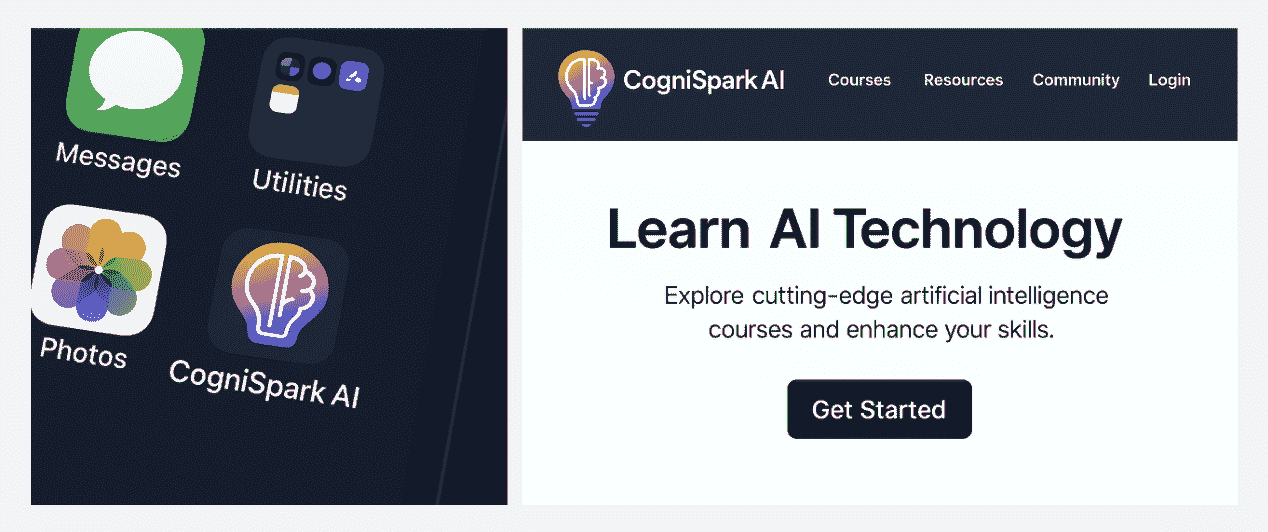 Messages
Utilities
Photos
CogniSpark AI
CogniSpark AI
Courses
Resources
Community
Login
Learn AI Technology
Explore cutting-edge artificial intelligence
courses and enhance your skills.
Get Started